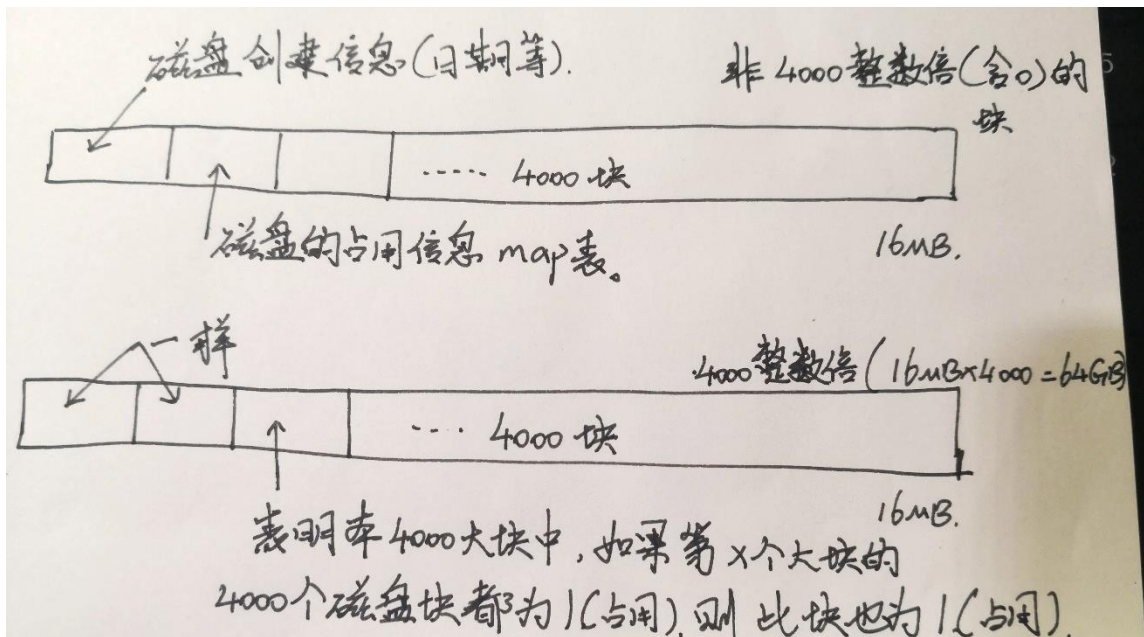 磁盘创建信息(日期等).
非4000整数倍(含0)的
块
..... 4000块
磁盘的占用信息 map表。
16MB.
一样
4000整数倍(16MB×4000=64GB)
.... 4000块
16MB.
表明本4000大块中,如果第x个大块的
4000个磁盘块都为1(占用),则此块也为1(占用)